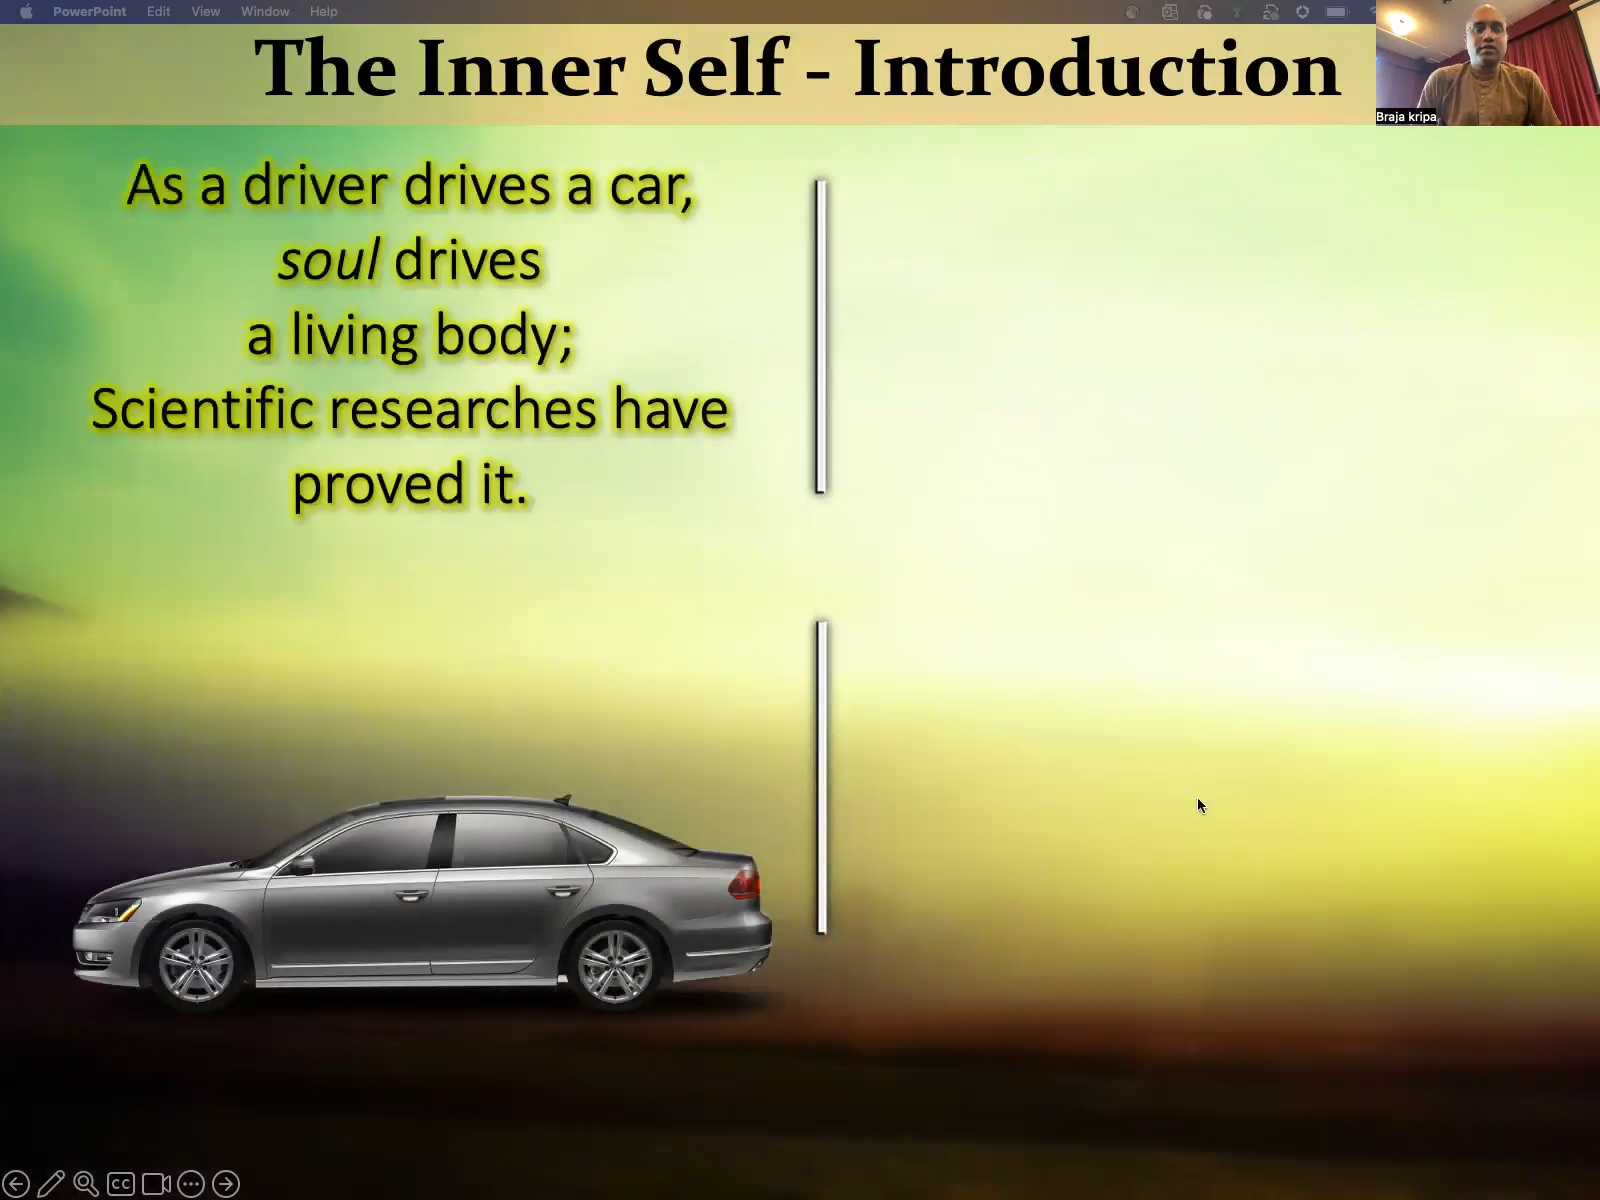 PowerPoint Edit View Window Help
The Inner Self - Introduction
Braja kripa
As a driver drives a car,
soul drives
a living body;
Scientific researches have
proved it.
CC